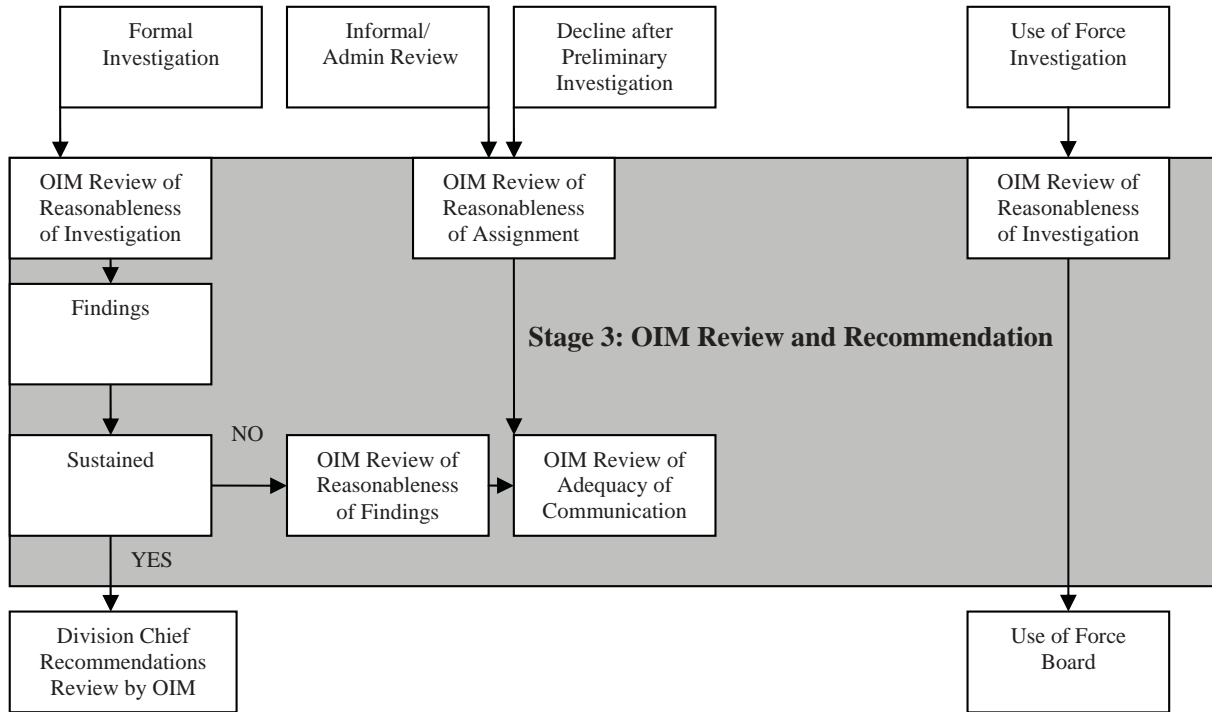 Formal
Investigation
Informal/
Admin Review
Decline after
Preliminary
Investigation
Use of Force
Investigation
OIM Review of
Reasonableness
of Investigation
OIM Review of
Reasonableness
of Assignment
OIM Review of
Reasonableness
of Investigation
Findings
Stage 3: OIM Review and Recommendation
Sustained
NO
OIM Review of
Reasonableness
of Findings
OIM Review of
Adequacy of
Communication
YES
Division Chief
Recommendations
Review by OIM
Use of Force
Board